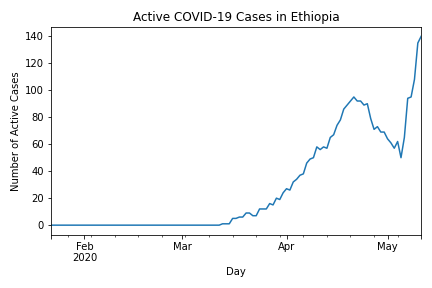 Active COVID-19 Cases in Ethiopia
Number of Active Cases
140
120
100
80
60
40
20
0
Feb
2020
Mar
Apr
May
Day